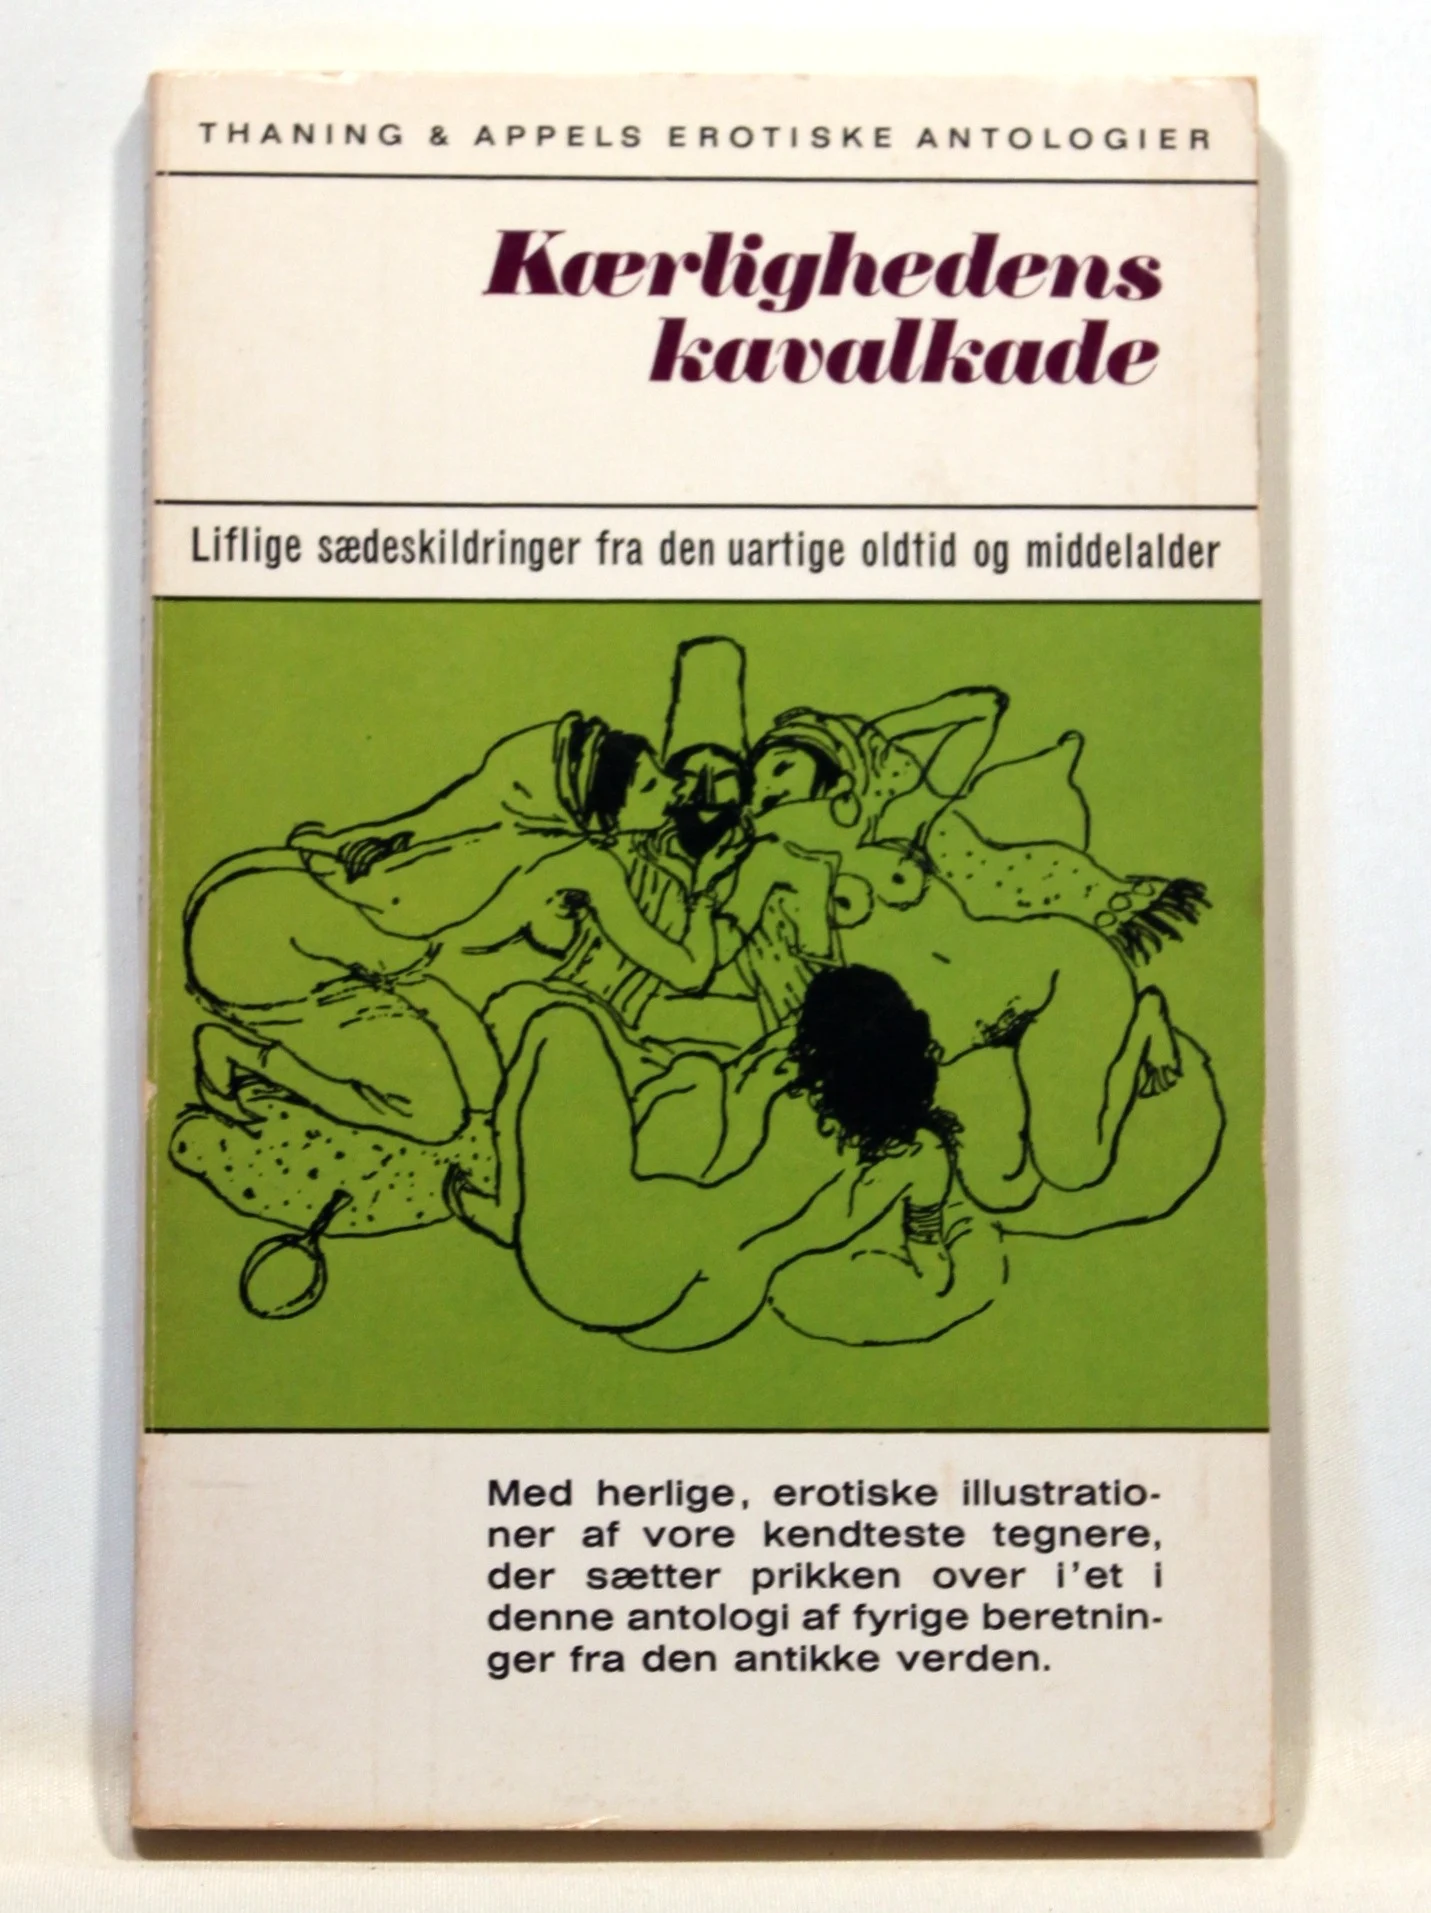 THANING & APPELS EROTISKE ANTOLOGIER
Kærlighedens
kavalkade
Liflige sædeskildringer fra den uartige oldtid og middelalder
Med herlige, erotiske illustratio-
ner af vore kendteste tegnere,
der sætter prikken over i'et i
denne antologi af fyrige beretnin-
ger fra den antikke verden.